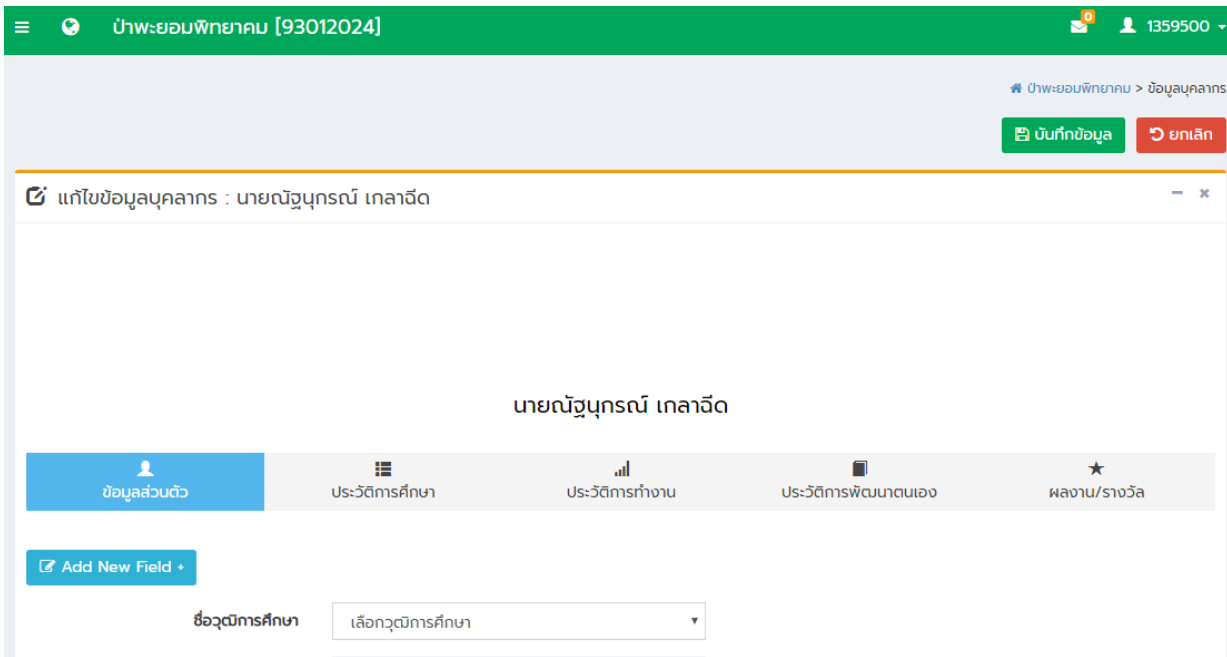 ป่าพะยอมพิทยาคม [93012024] 0 1359500
ป่าพะยอมพิทยาคม > ข้อมูลบุคลากร
บันทึกข้อมูล ยกเลิก
แก้ไขข้อมูลบุคลากร : นายณัฐนุกรณ์ เกลาฉีด
นายณัฐนุกรณ์ เกลาฉีด
ข้อมูลส่วนตัว ประวัติการศึกษา ประวัติการทำงาน ประวัติการพัฒนาตนเอง ผลงาน/รางวัล
Add New Field +
ชื่อวุฒิการศึกษา เลือกวุฒิการศึกษา